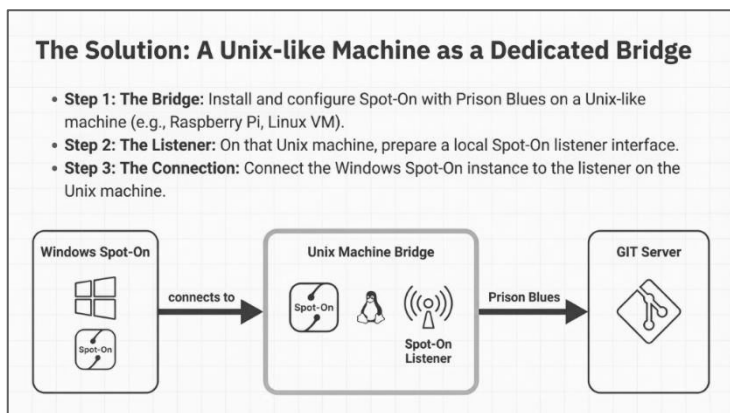 The Solution: A Unix-like Machine as a Dedicated Bridge
• Step 1: The Bridge: Install and configure Spot-On with Prison Blues on a Unix-like
machine (e.g., Raspberry Pi, Linux VM).
• Step 2: The Listener: On that Unix machine, prepare a local Spot-On listener interface.
• Step 3: The Connection: Connect the Windows Spot-On instance to the listener on the
Unix machine.
Windows Spot-On
Spot-On
connects to
Unix Machine Bridge
Spot-On
Spot-On
Listener
Prison Blues
GIT Server